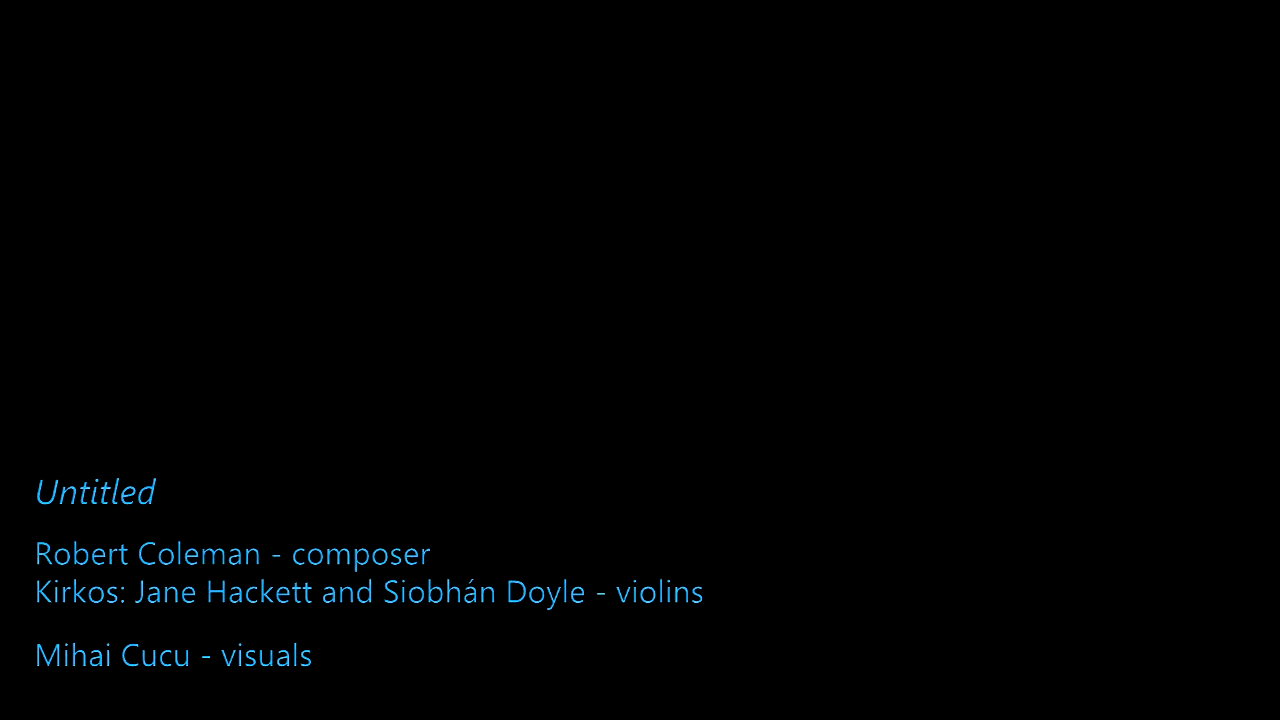 Untitled
Robert Coleman - composer
Kirkos: Jane Hackett and Siobhán Doyle - violins
Mihai Cucu - visuals